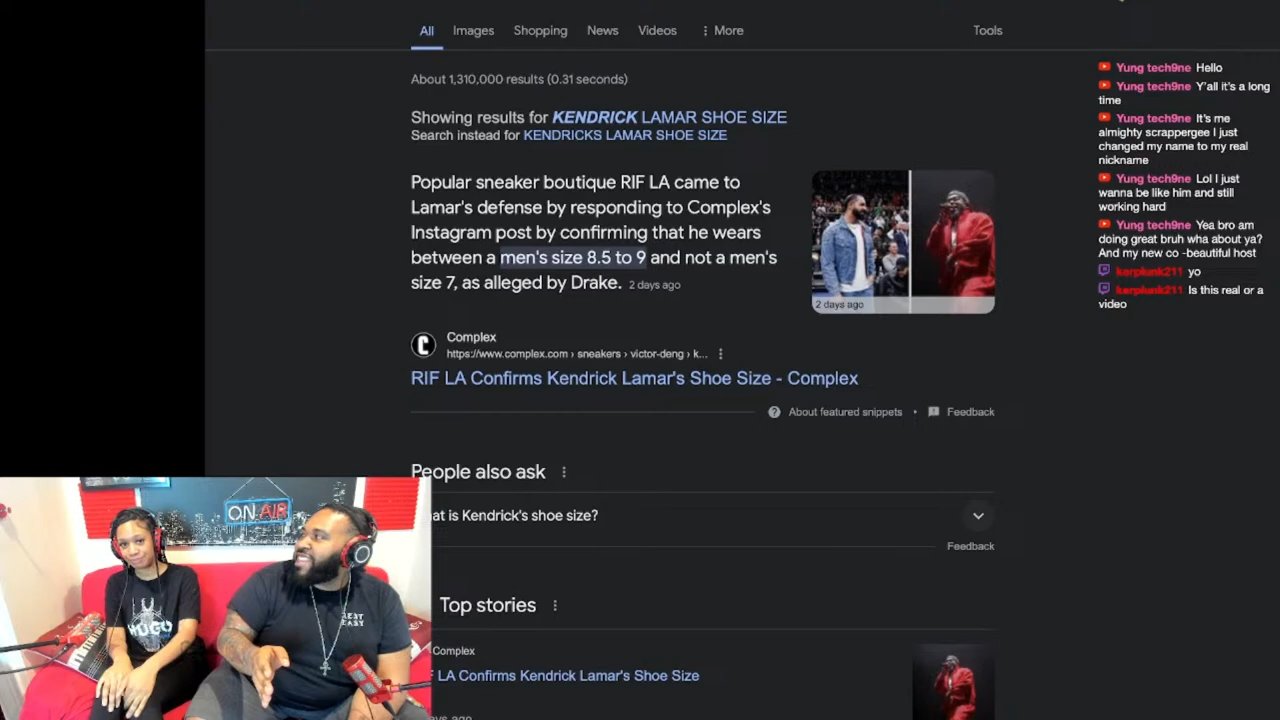 All Images Shopping News Videos More Tools
About 1,310,000 results (0.31 seconds)
Showing results for KENDRICK LAMAR SHOE SIZE
Search instead for KENDRICKS LAMAR SHOE SIZE
Popular sneaker boutique RIF LA came to
Lamar's defense by responding to Complex's
Instagram post by confirming that he wears
between a men's size 8.5 to 9 and not a men's
size 7, as alleged by Drake. 2 days ago
2 days ago
Complex
https://www.complex.com › sneakers › victor-deng › k...
RIF LA Confirms Kendrick Lamar's Shoe Size - Complex
About featured snippets • Feedback
People also ask
at is Kendrick's shoe size?
Feedback
Top stories
Complex
LA Confirms Kendrick Lamar's Shoe Size
ays ago
Yung tech9ne Hello
Yung tech9ne Y'all it's a long
time
Yung tech9ne It's me
almighty scrappergee I just
changed my name to my real
nickname
Yung tech9ne Lol I just
wanna be like him and still
working hard
Yung tech9ne Yea bro am
doing great bruh wha about ya?
And my new co -beautiful host
karplunk211 yo
karplunk211 Is this real or a
video
ON AIR
HUGO
REST
EASY